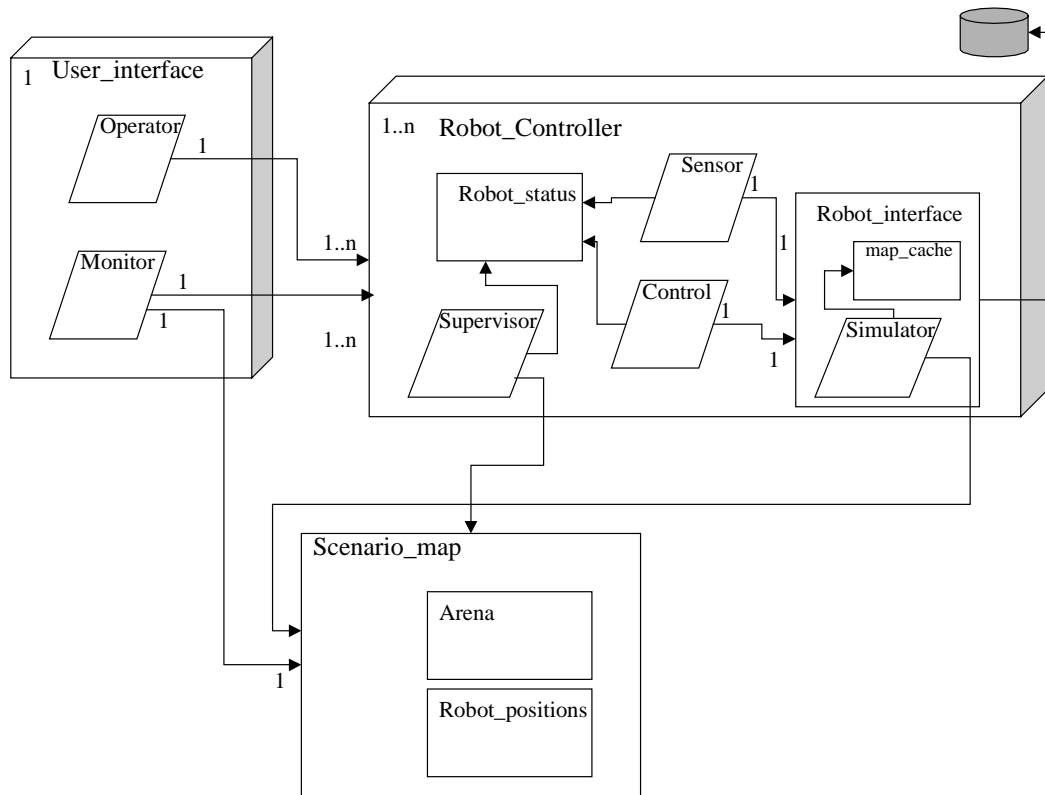 1
User_interface
Operator
1
Monitor
1
1
1..n
1..n
1..n
Robot_Controller
Robot_status
Sensor
1
1
Control
1
1
Supervisor
Robot_interface
map_cache
Simulator
Scenario_map
Arena
Robot_positions
1